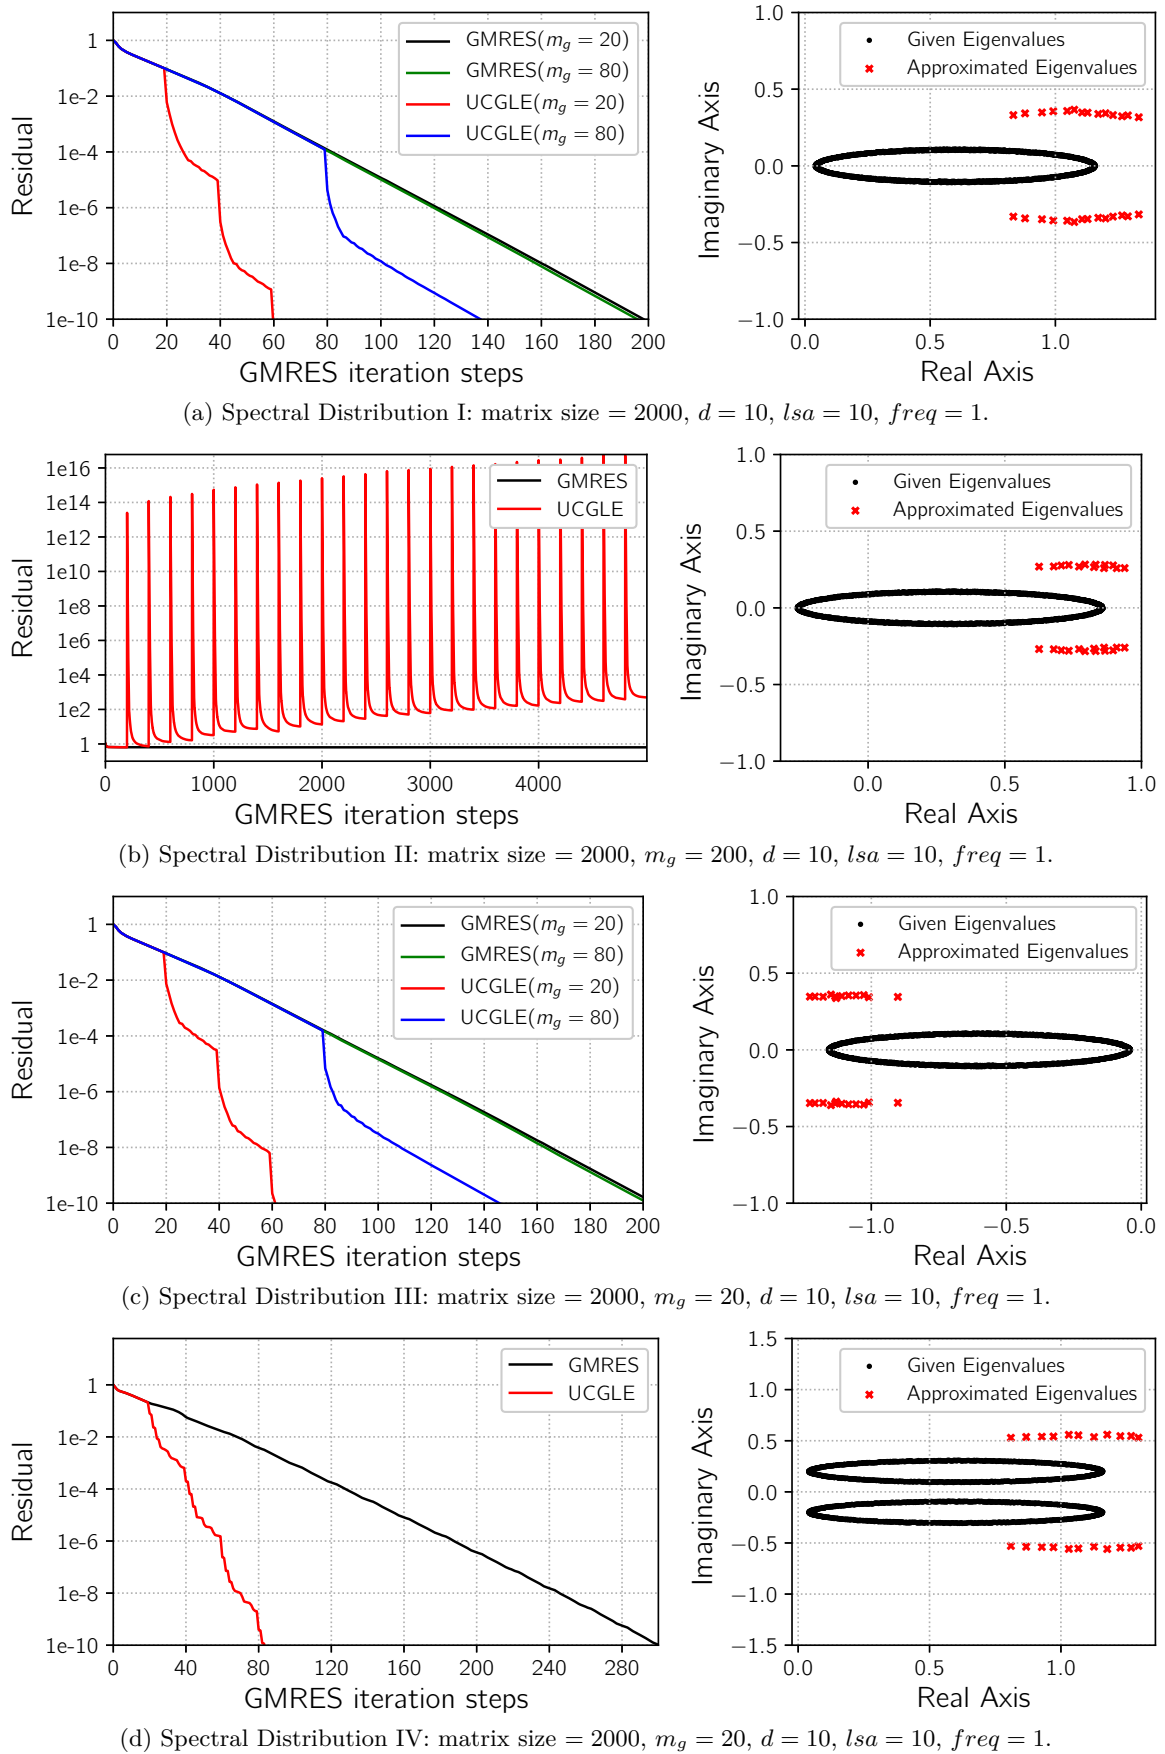 1
1e-2
1e-4
1e-6
1e-8
1e-10
Residual
0 20 40 60 80 100 120 140 160 180 200
GMRES iteration steps
GMRES(m_g = 20)
GMRES(m_g = 80)
UCGLE(m_g = 20)
UCGLE(m_g = 80)
1.0
0.5
0.0
−0.5
−1.0
Imaginary Axis
0.0 0.5 1.0
Real Axis
Given Eigenvalues
Approximated Eigenvalues
(a) Spectral Distribution I: matrix size = 2000, d = 10, lsa = 10, freq = 1.
1e16
1e14
1e12
1e10
1e8
1e6
1e4
1e2
1
Residual
0 1000 2000 3000 4000
GMRES iteration steps
GMRES
UCGLE
1.0
0.5
0.0
−0.5
−1.0
Imaginary Axis
0.0 0.5 1.0
Real Axis
Given Eigenvalues
Approximated Eigenvalues
(b) Spectral Distribution II: matrix size = 2000, m_g = 200, d = 10, lsa = 10, freq = 1.
1
1e-2
1e-4
1e-6
1e-8
1e-10
Residual
0 20 40 60 80 100 120 140 160 180 200
GMRES iteration steps
GMRES(m_g = 20)
GMRES(m_g = 80)
UCGLE(m_g = 20)
UCGLE(m_g = 80)
1.0
0.5
0.0
−0.5
−1.0
Imaginary Axis
−1.0 −0.5 0.0
Real Axis
Given Eigenvalues
Approximated Eigenvalues
(c) Spectral Distribution III: matrix size = 2000, m_g = 20, d = 10, lsa = 10, freq = 1.
1
1e-2
1e-4
1e-6
1e-8
1e-10
Residual
0 40 80 120 160 200 240 280
GMRES iteration steps
GMRES
UCGLE
1.5
1.0
0.5
0.0
−0.5
−1.0
−1.5
Imaginary Axis
0.0 0.5 1.0
Real Axis
Given Eigenvalues
Approximated Eigenvalues
(d) Spectral Distribution IV: matrix size = 2000, m_g = 20, d = 10, lsa = 10, freq = 1.